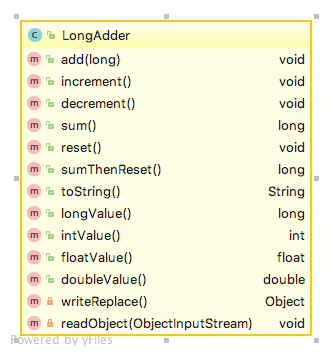 C LongAdder
m add(long) void
m increment() void
m decrement() void
m sum() long
m reset() void
m sumThenReset() long
m toString() String
m longValue() long
m intValue() int
m floatValue() float
m doubleValue() double
m writeReplace() Object
m readObject(ObjectInputStream) void
Powered by yFiles